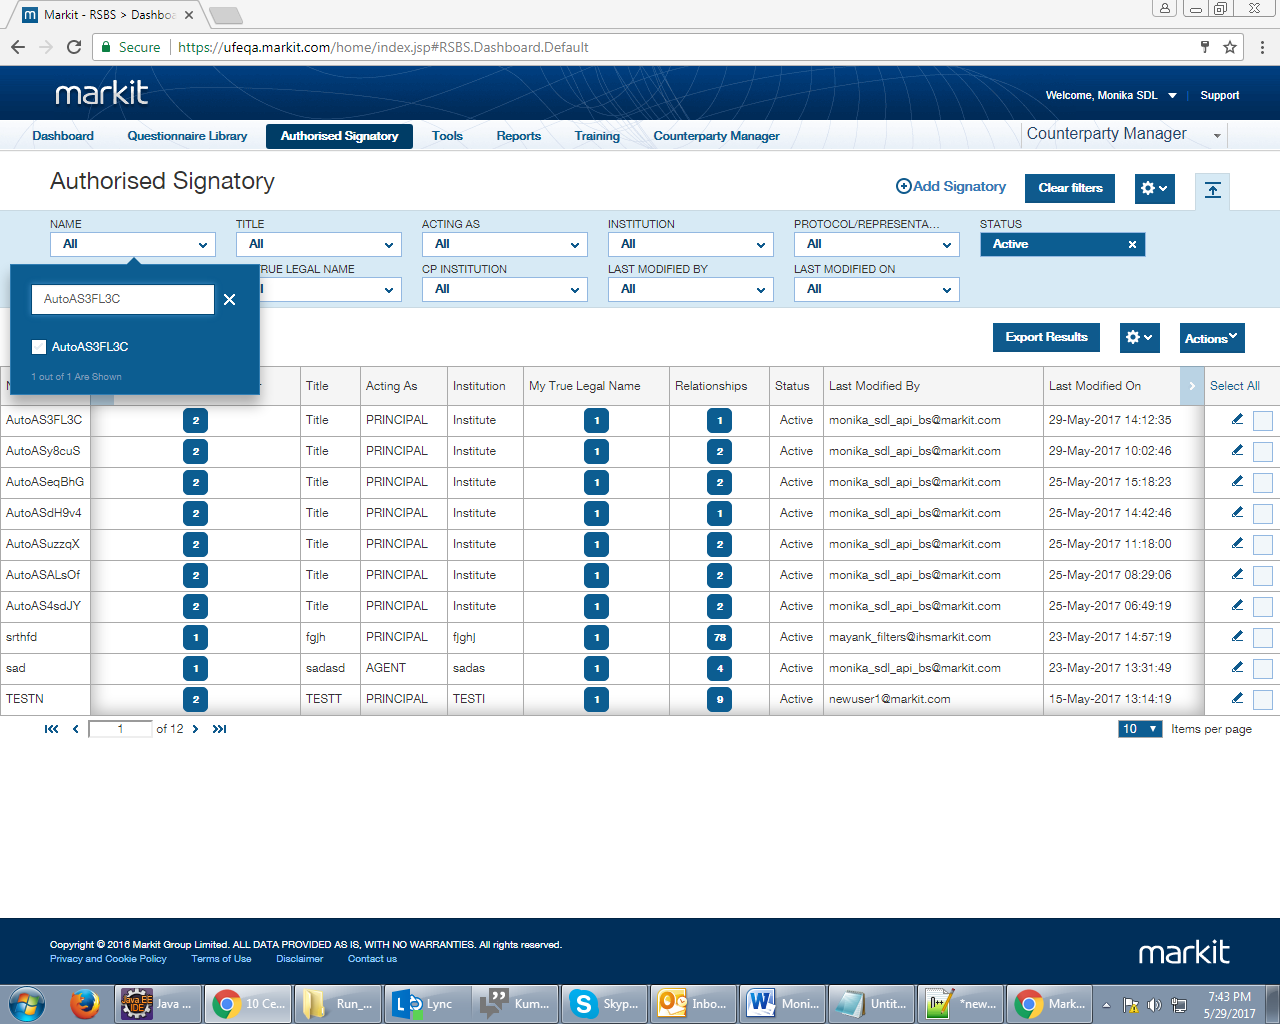 Markit - RSBS > Dashbo
Secure https://ufeqa.markit.com/home/index.jsp#RSBS.Dashboard.Default
markit
Welcome, Monika SDL Support
Dashboard Questionnaire Library Authorised Signatory Tools Reports Training Counterparty Manager Counterparty Manager
Authorised Signatory
Add Signatory Clear filters
NAME TITLE ACTING AS INSTITUTION PROTOCOL/REPRESENTA... STATUS
All All All All All Active
TRUE LEGAL NAME CP INSTITUTION LAST MODIFIED BY LAST MODIFIED ON
All All All
AutoAS3FL3C
AutoAS3FL3C
1 out of 1 Are Shown
Export Results Actions
Title Acting As Institution My True Legal Name Relationships Status Last Modified By Last Modified On Select All
AutoAS3FL3C 2 Title PRINCIPAL Institute 1 1 Active monika_sdl_api_bs@markit.com 29-May-2017 14:12:35
AutoASy8cuS 2 Title PRINCIPAL Institute 1 2 Active monika_sdl_api_bs@markit.com 29-May-2017 10:02:46
AutoASeqBhG 2 Title PRINCIPAL Institute 1 2 Active monika_sdl_api_bs@markit.com 25-May-2017 15:18:23
AutoASdH9v4 2 Title PRINCIPAL Institute 1 1 Active monika_sdl_api_bs@markit.com 25-May-2017 14:42:46
AutoASuzzqX 2 Title PRINCIPAL Institute 1 2 Active monika_sdl_api_bs@markit.com 25-May-2017 11:18:00
AutoASALsOf 2 Title PRINCIPAL Institute 1 2 Active monika_sdl_api_bs@markit.com 25-May-2017 08:29:06
AutoAS4sdJY 2 Title PRINCIPAL Institute 1 2 Active monika_sdl_api_bs@markit.com 25-May-2017 06:49:19
srthfd 1 fgjh PRINCIPAL fjghj 1 78 Active mayank_filters@ihsmarkit.com 23-May-2017 14:57:19
sad 1 sadasd AGENT sadas 1 4 Active monika_sdl_api_bs@markit.com 23-May-2017 13:31:49
TESTN 2 TESTT PRINCIPAL TESTI 1 9 Active newuser1@markit.com 15-May-2017 13:14:19
1 of 12 10 Items per page
Copyright © 2016 Markit Group Limited. ALL DATA PROVIDED AS IS, WITH NO WARRANTIES. All rights reserved.
Privacy and Cookie Policy Terms of Use Disclaimer Contact us
markit
Java ... 10 Ce... Run_... Lync Kum... Skyp... Inbo... Moni... Untit... *new... Mark...
7:43 PM
5/29/2017